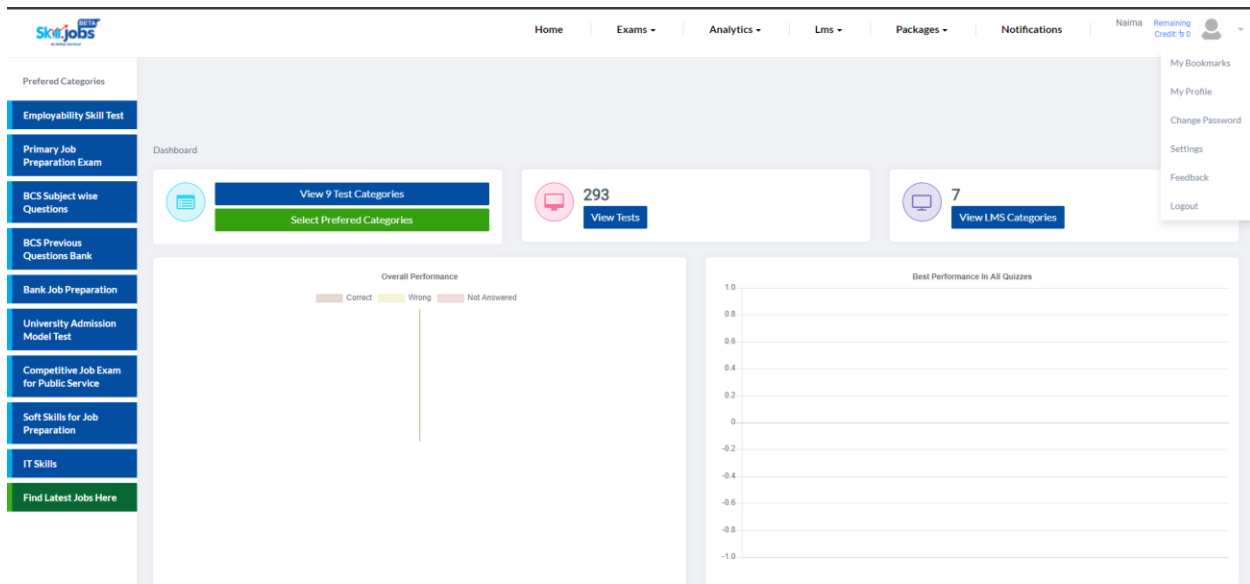 BETA
Skill.jobs
Home
Exams
Analytics
Lms
Packages
Notifications
Naima
Remaining
Credit: ৳ 0
My Bookmarks
My Profile
Change Password
Settings
Feedback
Logout
Prefered Categories
Employability Skill Test
Primary Job
Preparation Exam
BCS Subject wise
Questions
BCS Previous
Questions Bank
Bank Job Preparation
University Admission
Model Test
Competitive Job Exam
for Public Service
Soft Skills for Job
Preparation
IT Skills
Find Latest Jobs Here
Dashboard
View 9 Test Categories
Select Prefered Categories
293
View Tests
7
View LMS Categories
Overall Performance
Correct
Wrong
Not Answered
Best Performance In All Quizzes
1.0
0.8
0.6
0.4
0.2
0
-0.2
-0.4
-0.6
-0.8
-1.0